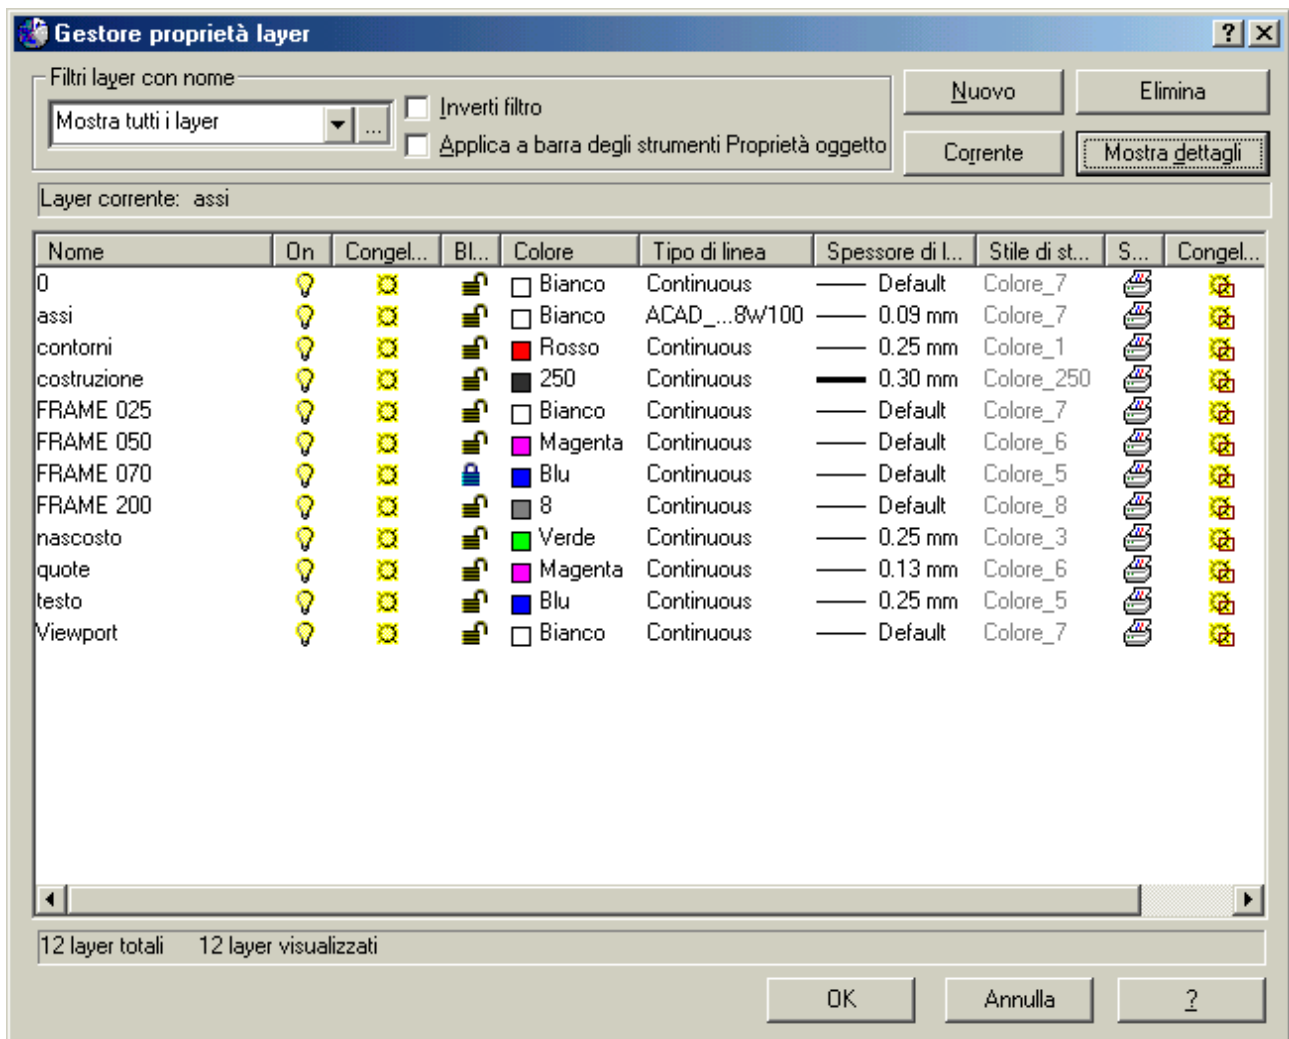 Gestore proprietà layer
Filtri layer con nome
Mostra tutti i layer ...
Inverti filtro
Applica a barra degli strumenti Proprietà oggetto
Nuovo Elimina
Corrente Mostra dettagli
Layer corrente: assi
Nome On Congel... Bl... Colore Tipo di linea Spessore di l... Stile di st... S... Congel...
0 Bianco Continuous Default Colore_7
assi Bianco ACAD_...8W100 0.09 mm Colore_7
contorni Rosso Continuous 0.25 mm Colore_1
costruzione 250 Continuous 0.30 mm Colore_250
FRAME 025 Bianco Continuous Default Colore_7
FRAME 050 Magenta Continuous Default Colore_6
FRAME 070 Blu Continuous Default Colore_5
FRAME 200 8 Continuous Default Colore_8
nascosto Verde Continuous 0.25 mm Colore_3
quote Magenta Continuous 0.13 mm Colore_6
testo Blu Continuous 0.25 mm Colore_5
Viewport Bianco Continuous Default Colore_7
12 layer totali 12 layer visualizzati
OK Annulla ?